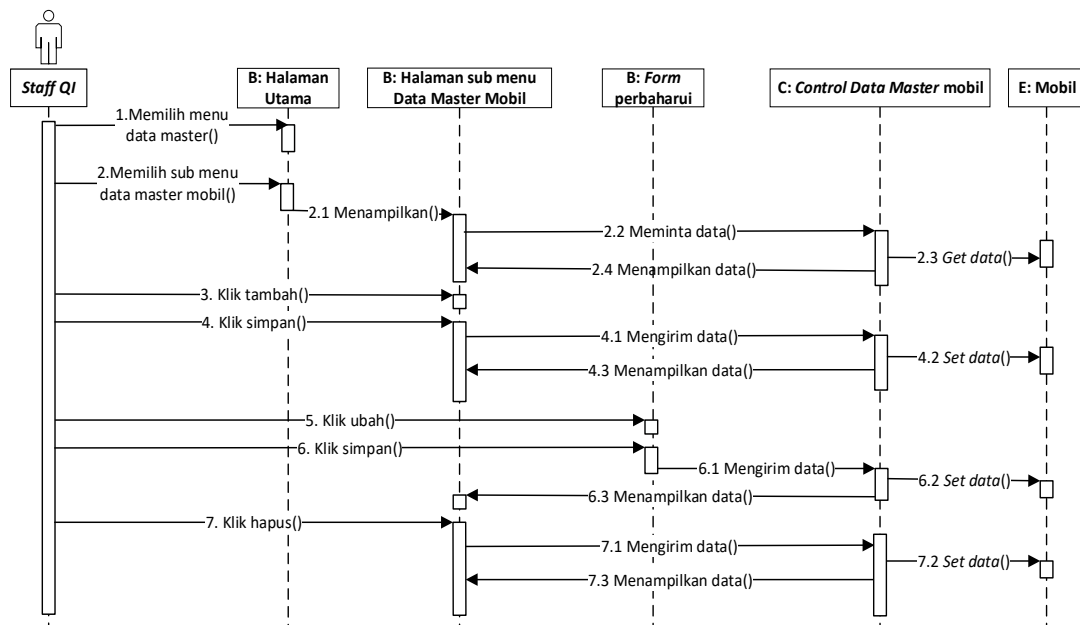 Staff QI
B: Halaman
Utama
B: Halaman sub menu
Data Master Mobil
B: Form
perbaharui
C: Control Data Master mobil
E: Mobil
1.Memilih menu
data master()
2.Memilih sub menu
data master mobil()
2.1 Menampilkan()
2.2 Meminta data()
2.3 Get data()
2.4 Menampilkan data()
3. Klik tambah()
4. Klik simpan()
4.1 Mengirim data()
4.2 Set data()
4.3 Menampilkan data()
5. Klik ubah()
6. Klik simpan()
6.1 Mengirim data()
6.2 Set data()
6.3 Menampilkan data()
7. Klik hapus()
7.1 Mengirim data()
7.2 Set data()
7.3 Menampilkan data()